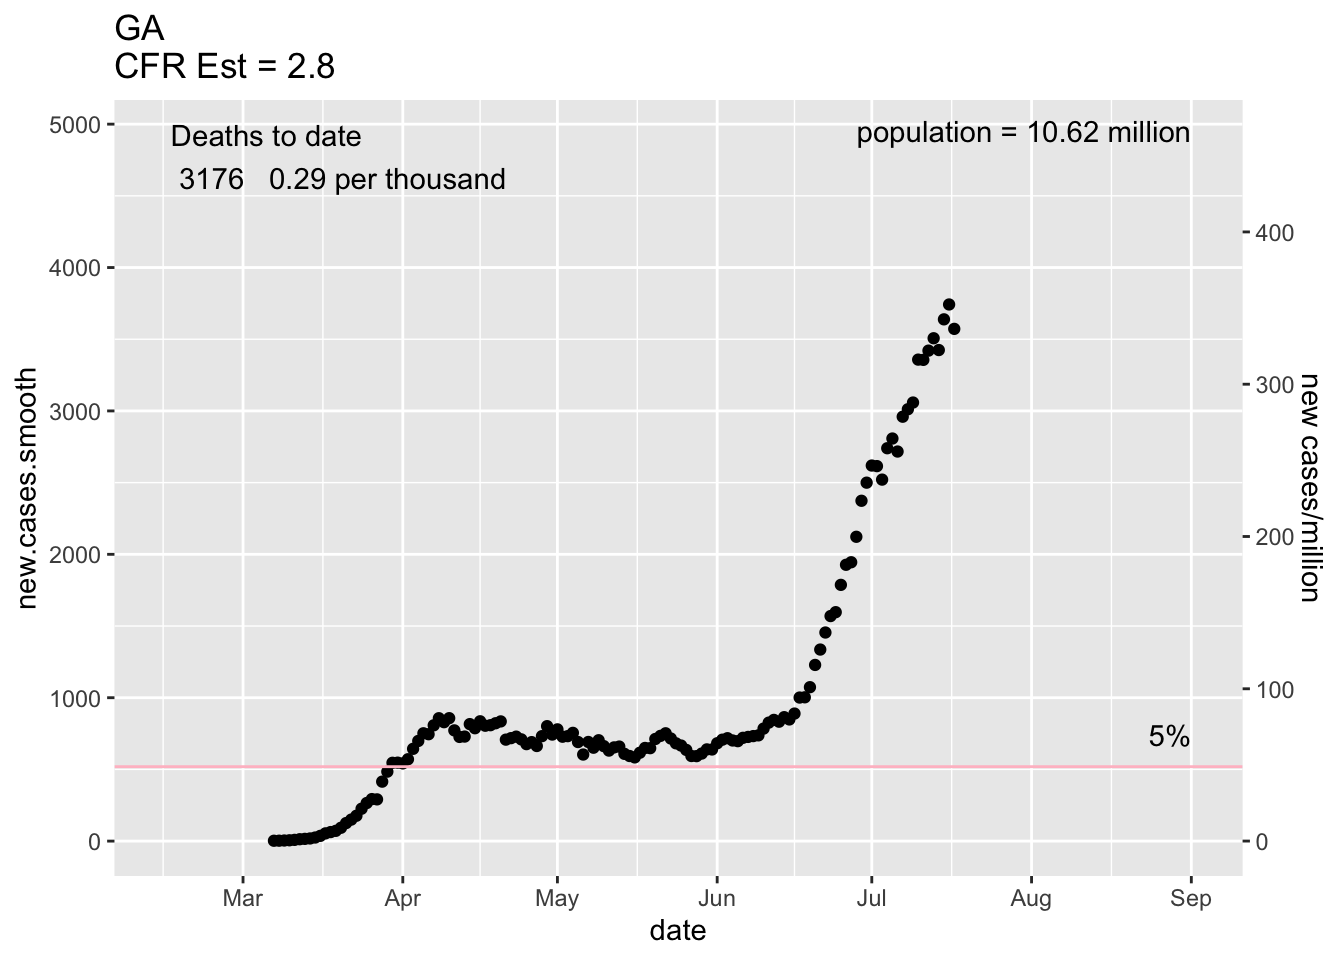 GA
CFR Est = 2.8
Deaths to date
3176 0.29 per thousand
population = 10.62 million
5000
4000
3000
2000
1000
0
new.cases.smooth
400
300
200
100
0
new cases/million
5%
Mar Apr May Jun Jul Aug Sep
date